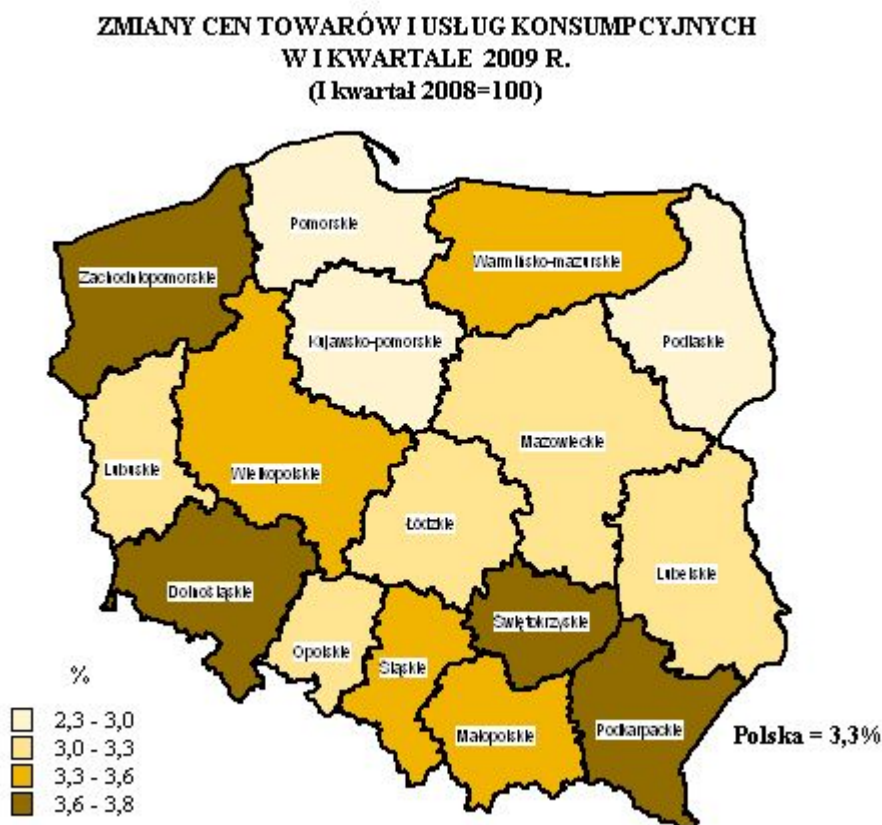 ZMIANY CEN TOWARÓW I USŁUG KONSUMPCYJNYCH
W I KWARTALE 2009 R.
(I kwartał 2008=100)
Pomorskie
Warmińsko-mazurskie
Zachodniopomorskie
Kujawsko-pomorskie
Podlaskie
Mazowieckie
Lubuskie
Wielkopolskie
Łódzkie
Lubelskie
Dolnośląskie
Świętokrzyskie
Opolskie
Śląskie
Podkarpackie
Małopolskie
Polska = 3,3%
%
2,3 - 3,0
3,0 - 3,3
3,3 - 3,6
3,6 - 3,8